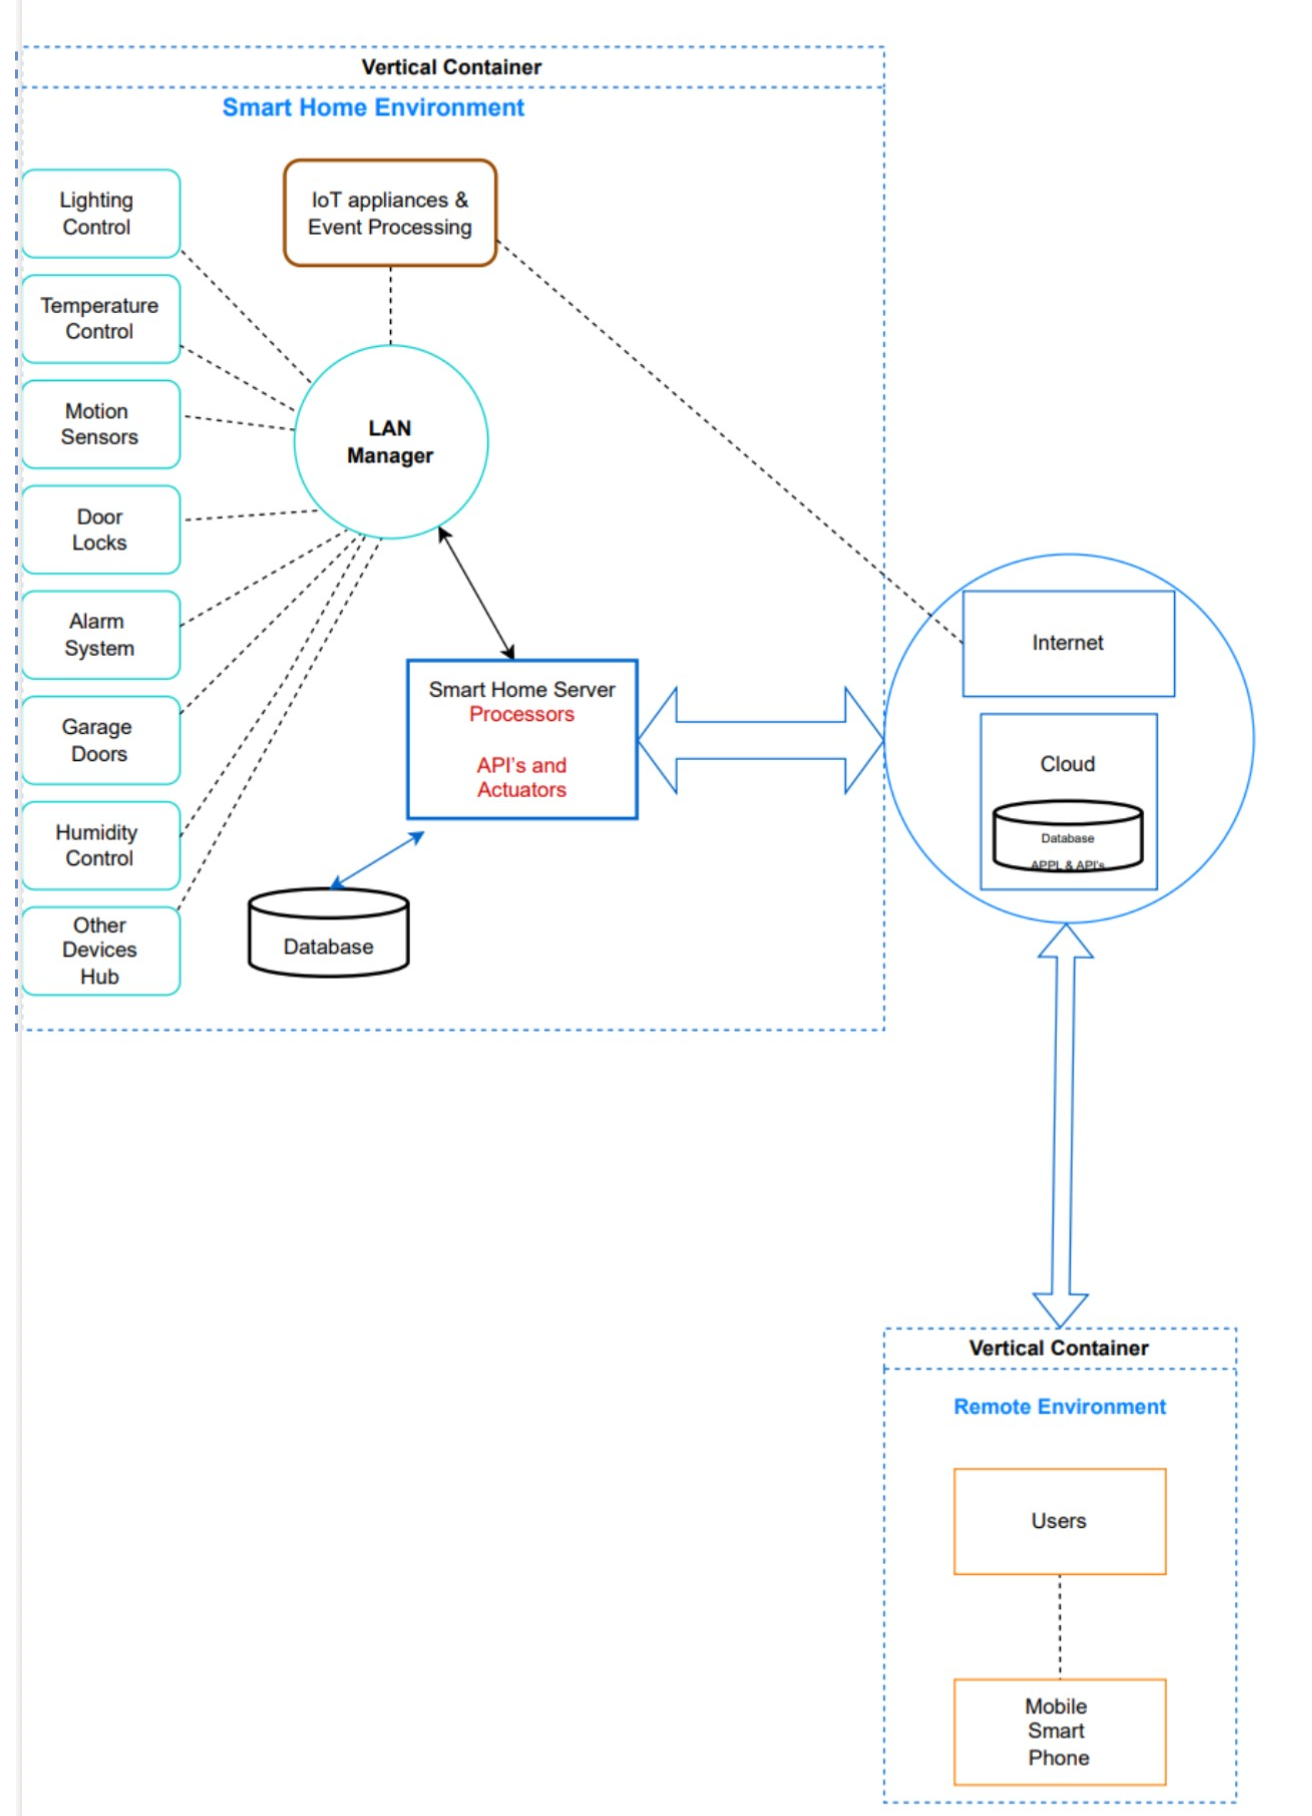 Vertical Container
Smart Home Environment
Lighting
Control
IoT appliances &
Event Processing
Temperature
Control
Motion
Sensors
LAN
Manager
Door
Locks
Alarm
System
Garage
Doors
Humidity
Control
Other
Devices
Hub
Smart Home Server
Processors
API's and
Actuators
Database
Internet
Cloud
Database
APPL & API's
Vertical Container
Remote Environment
Users
Mobile
Smart
Phone